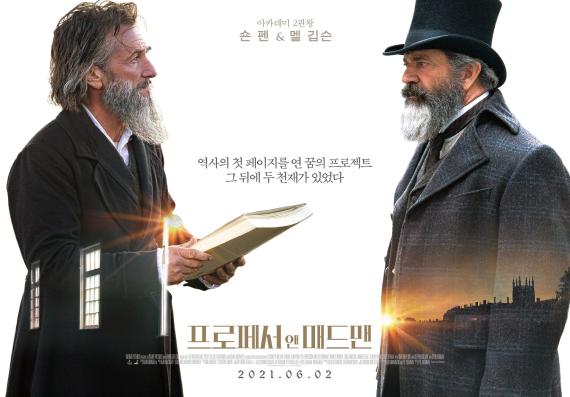 아카데미 2관왕
숀 펜 & 멜 깁슨
역사의 첫 페이지를 연 꿈의 프로젝트
그 뒤에 두 천재가 있었다
프로페서 앤 매드맨
2021.06.02